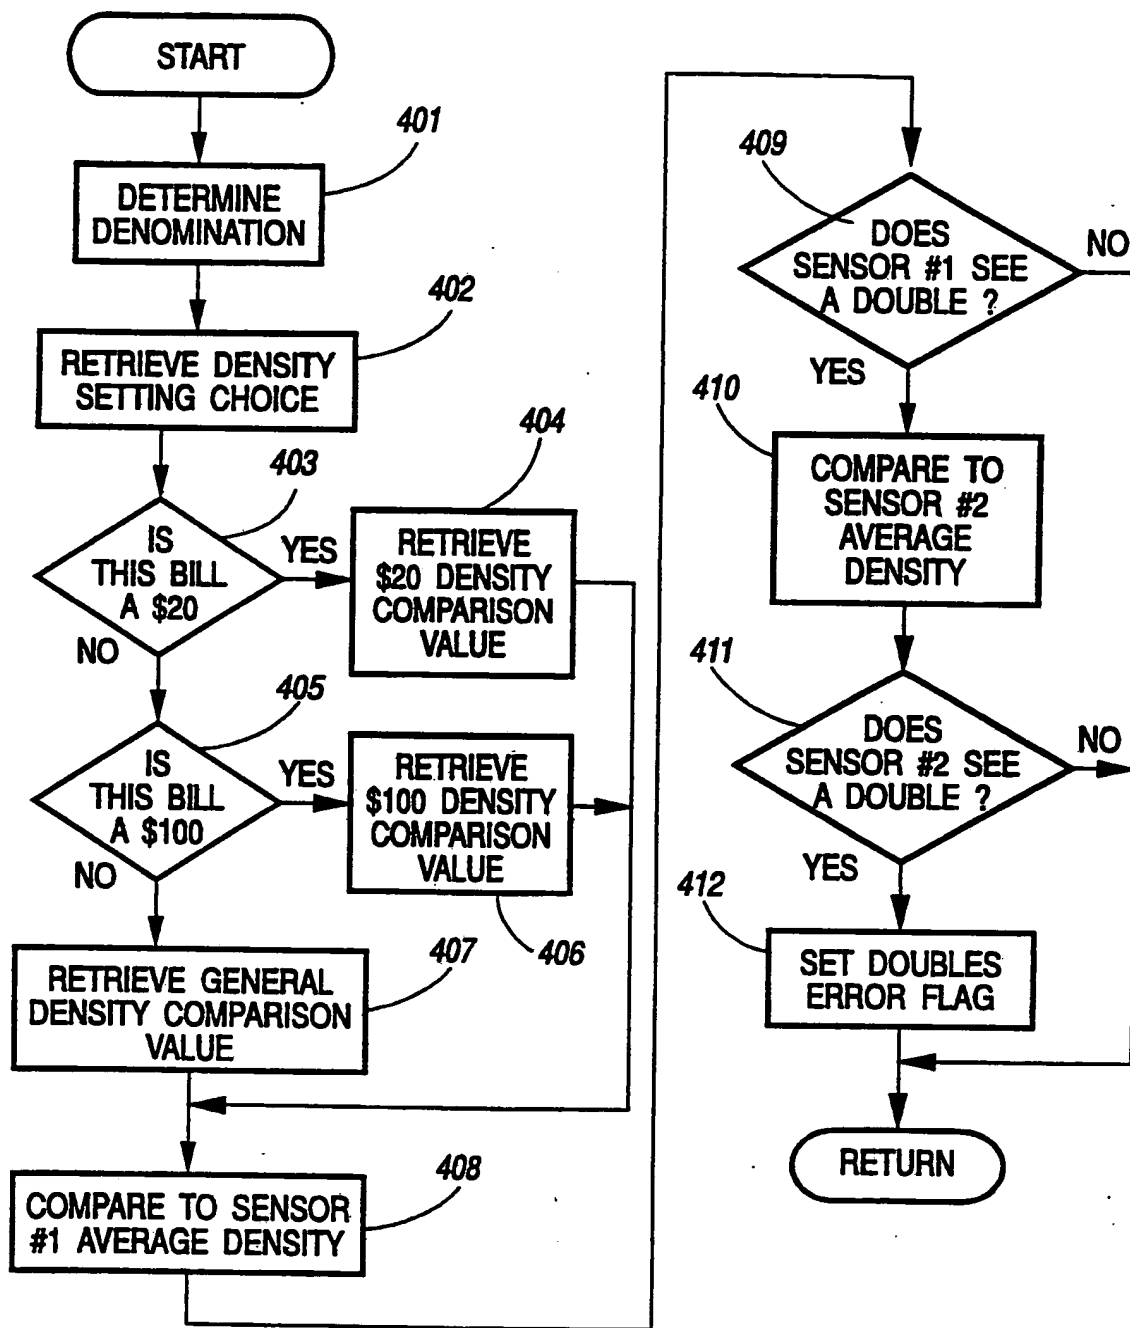 START
401
DETERMINE
DENOMINATION
402
RETRIEVE DENSITY
SETTING CHOICE
403
IS
THIS BILL
A $20
YES
NO
404
RETRIEVE
$20 DENSITY
COMPARISON
VALUE
405
IS
THIS BILL
A $100
YES
NO
RETRIEVE
$100 DENSITY
COMPARISON
VALUE
406
407
RETRIEVE GENERAL
DENSITY COMPARISON
VALUE
408
COMPARE TO SENSOR
#1 AVERAGE DENSITY
409
DOES
SENSOR #1 SEE
A DOUBLE ?
NO
YES
410
COMPARE TO
SENSOR #2
AVERAGE
DENSITY
411
DOES
SENSOR #2 SEE
A DOUBLE ?
NO
YES
412
SET DOUBLES
ERROR FLAG
RETURN